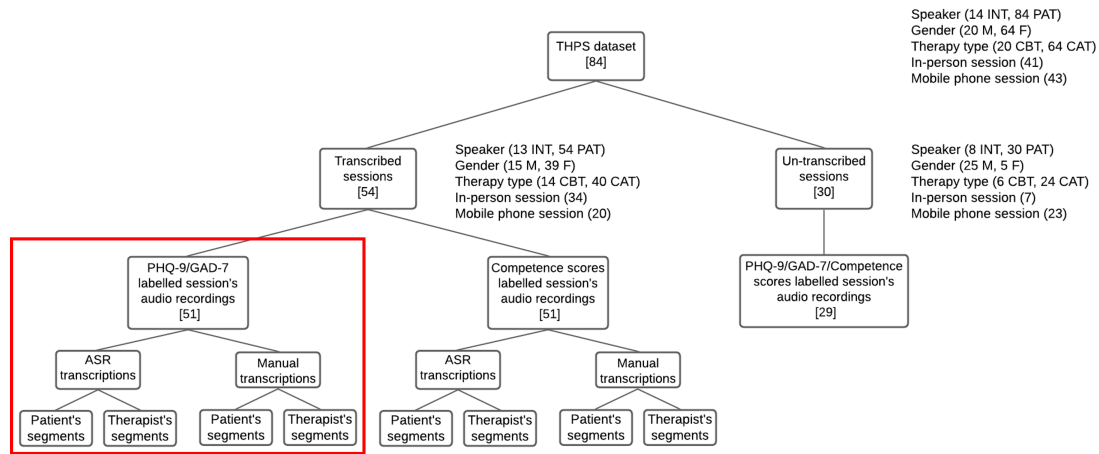 THPS dataset
[84]
Speaker (14 INT, 84 PAT)
Gender (20 M, 64 F)
Therapy type (20 CBT, 64 CAT)
In-person session (41)
Mobile phone session (43)
Transcribed
sessions
[54]
Speaker (13 INT, 54 PAT)
Gender (15 M, 39 F)
Therapy type (14 CBT, 40 CAT)
In-person session (34)
Mobile phone session (20)
Un-transcribed
sessions
[30]
Speaker (8 INT, 30 PAT)
Gender (25 M, 5 F)
Therapy type (6 CBT, 24 CAT)
In-person session (7)
Mobile phone session (23)
PHQ-9/GAD-7
labelled session's
audio recordings
[51]
Competence scores
labelled session's
audio recordings
[51]
PHQ-9/GAD-7/Competence
scores labelled session's
audio recordings
[29]
ASR
transcriptions
Manual
transcriptions
ASR
transcriptions
Manual
transcriptions
Patient's
segments
Therapist's
segments
Patient's
segments
Therapist's
segments
Patient's
segments
Therapist's
segments
Patient's
segments
Therapist's
segments